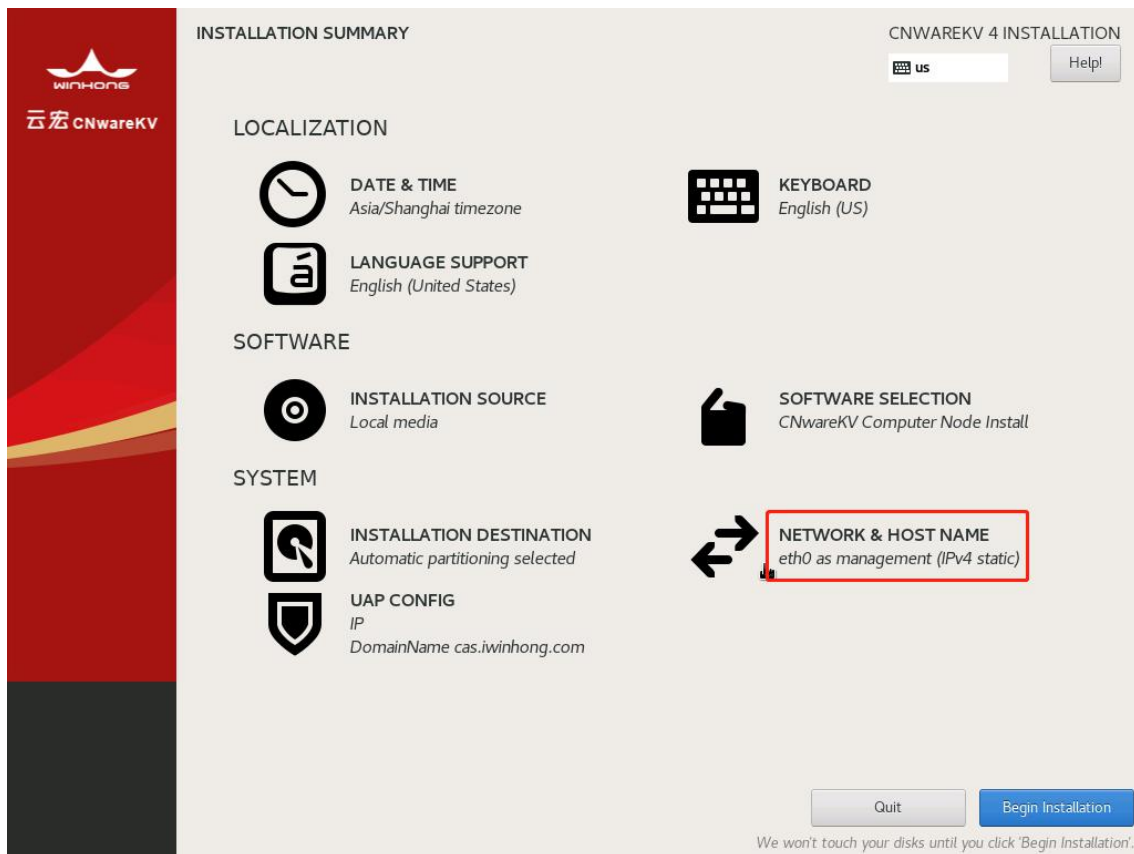 INSTALLATION SUMMARY
CNWAREKV 4 INSTALLATION
us
Help!
WINHONG
云宏 CNwareKV
LOCALIZATION
DATE & TIME
Asia/Shanghai timezone
KEYBOARD
English (US)
á
LANGUAGE SUPPORT
English (United States)
SOFTWARE
INSTALLATION SOURCE
Local media
SOFTWARE SELECTION
CNwareKV Computer Node Install
SYSTEM
INSTALLATION DESTINATION
Automatic partitioning selected
NETWORK & HOST NAME
eth0 as management (IPv4 static)
UAP CONFIG
IP
DomainName cas.iwinhong.com
Quit
Begin Installation
We won't touch your disks until you click 'Begin Installation'.